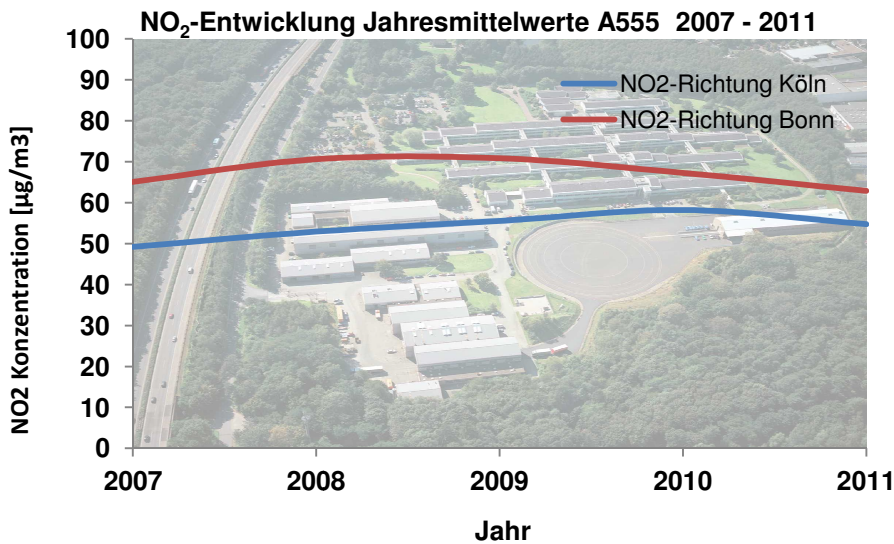 NO₂-Entwicklung Jahresmittelwerte A555 2007 - 2011
NO2 Konzentration [µg/m3]
100
90
80
70
60
50
40
30
20
10
0
NO2-Richtung Köln
NO2-Richtung Bonn
2007 2008 2009 2010 2011
Jahr